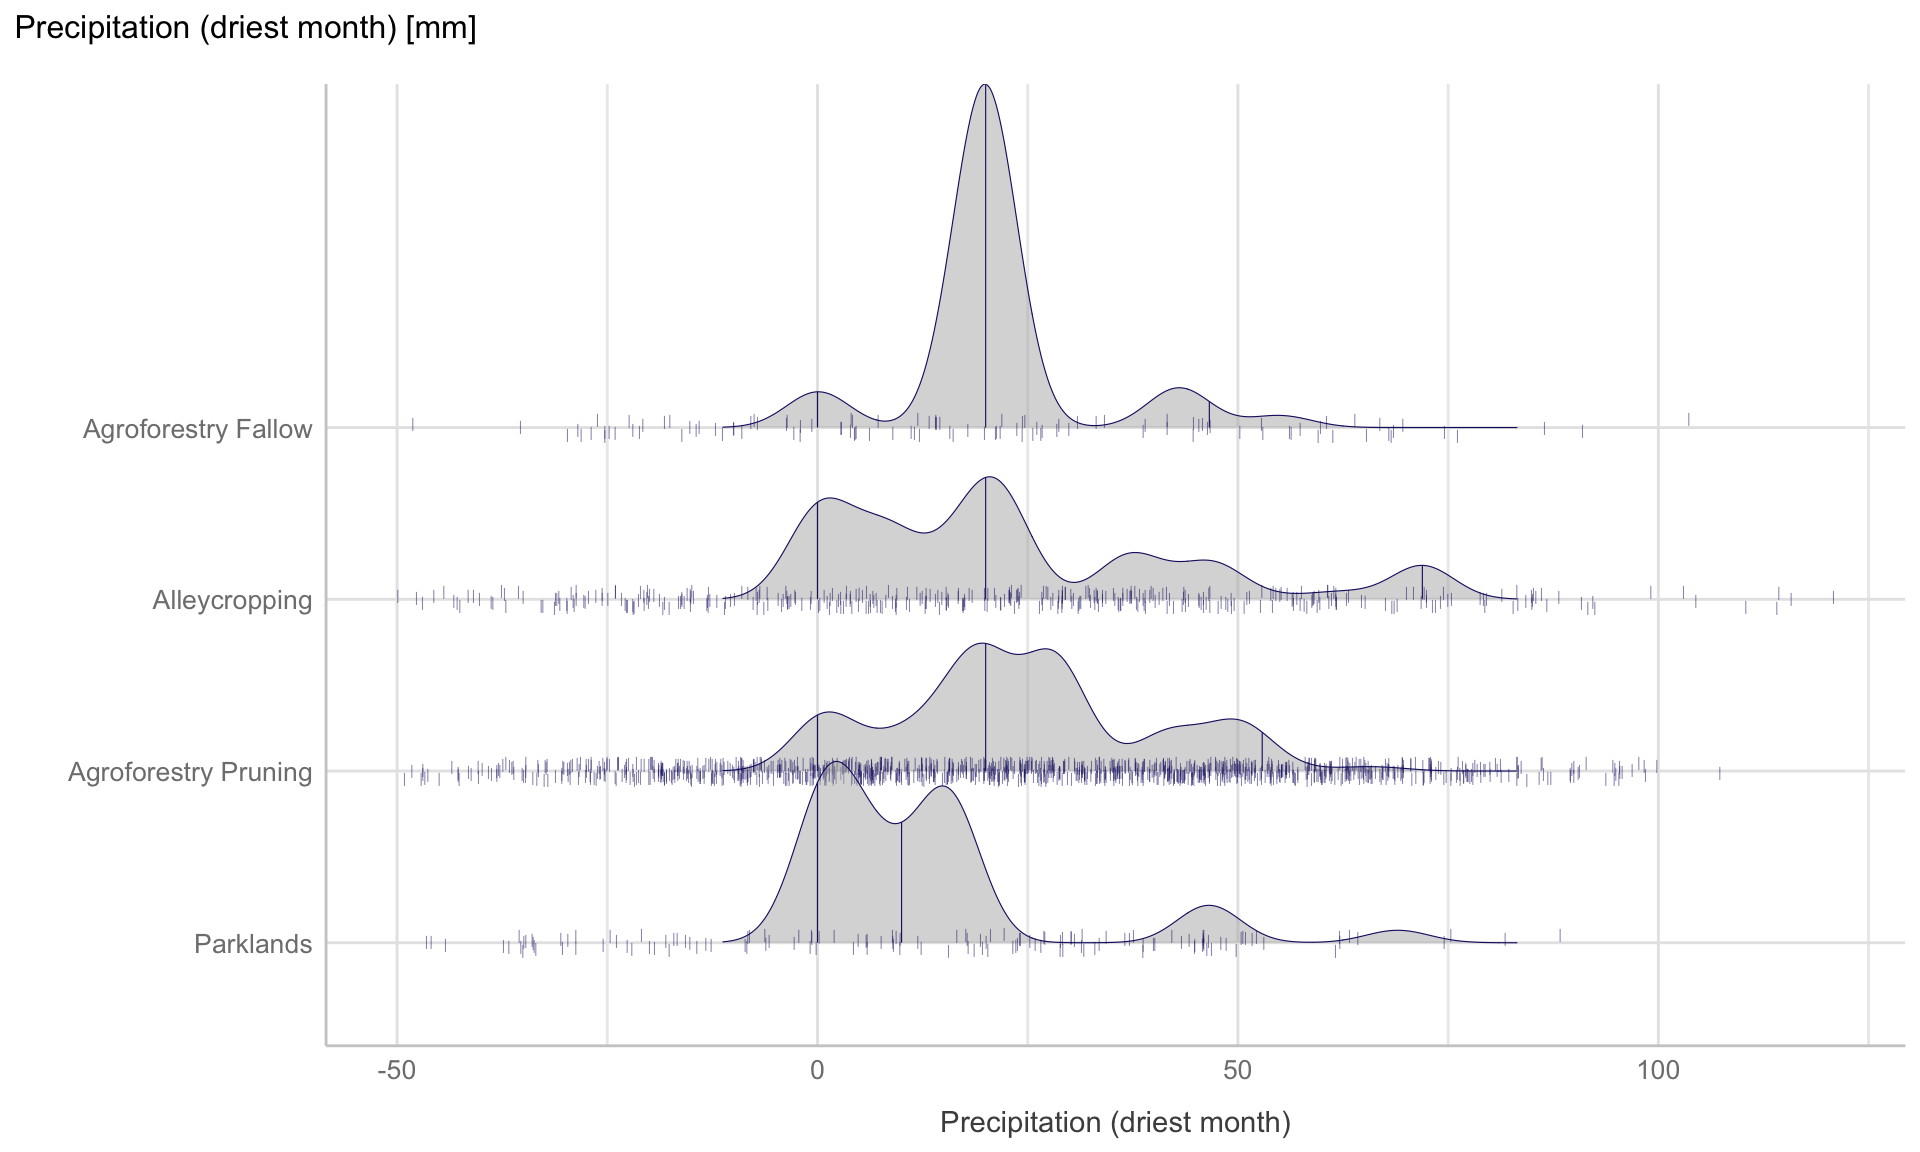 Precipitation (driest month) [mm]
Agroforestry Fallow
Alleycropping
Agroforestry Pruning
Parklands
-50 0 50 100
Precipitation (driest month)